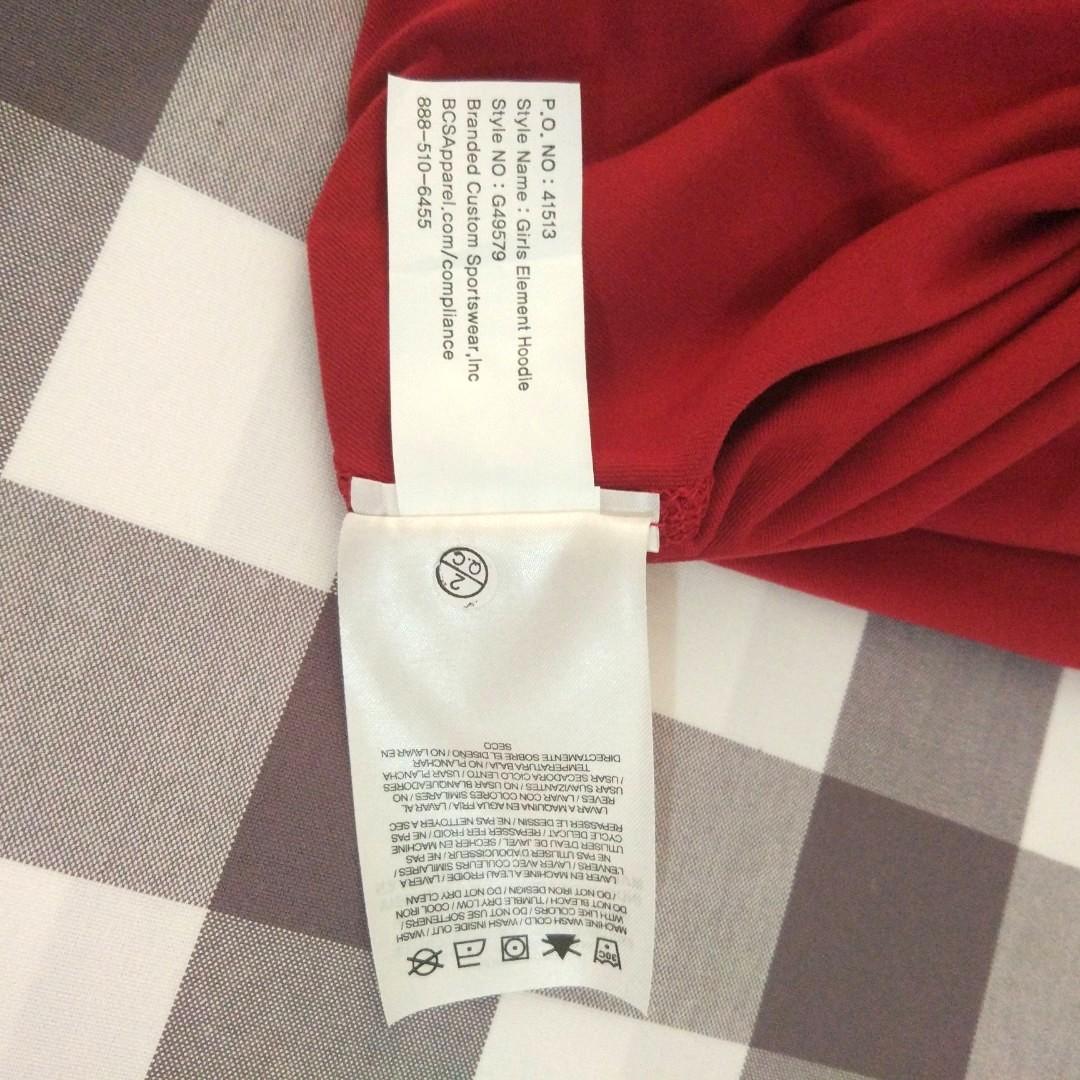 P.O. NO : 41513
Style Name : Girls Element Hoodie
Style NO : G49579
Branded Custom Sportswear,Inc
BCSApparel.com/compliance
888-510-6455
2
Q.C
30C
MACHINE WASH COLD / WASH INSIDE OUT / WASH
WITH LIKE COLORS / DO NOT USE SOFTENERS /
DO NOT BLEACH / TUMBLE DRY LOW / COOL IRON
/ DO NOT IRON DESIGN / DO NOT DRY CLEAN
LAVER EN MACHINE A L'EAU FROIDE / LAVER A
L'ENVERS / LAVER AVEC COULEURS SIMILAIRES /
NE PAS UTILISER D'ADOUCISSEUR / NE PAS
UTILISER D'EAU DE JAVEL / SECHER EN MACHINE
CYCLE DELICAT / REPASSER FER FROID / NE PAS
REPASSER LE DESSIN / NE PAS NETTOYER A SEC
LAVAR A MAQUINA EN AGUA FRIA / LAVAR AL
REVES / LAVAR CON COLORES SIMILARES / NO
USAR SUAVIZANTES / NO USAR BLANQUEADORES
/ USAR SECADORA CICLO LENTO / USAR PLANCHA
TEMPERATURA BAJA / NO PLANCHAR
DIRECTAMENTE SOBRE EL DISEÑO / NO LAVAR EN
SECO